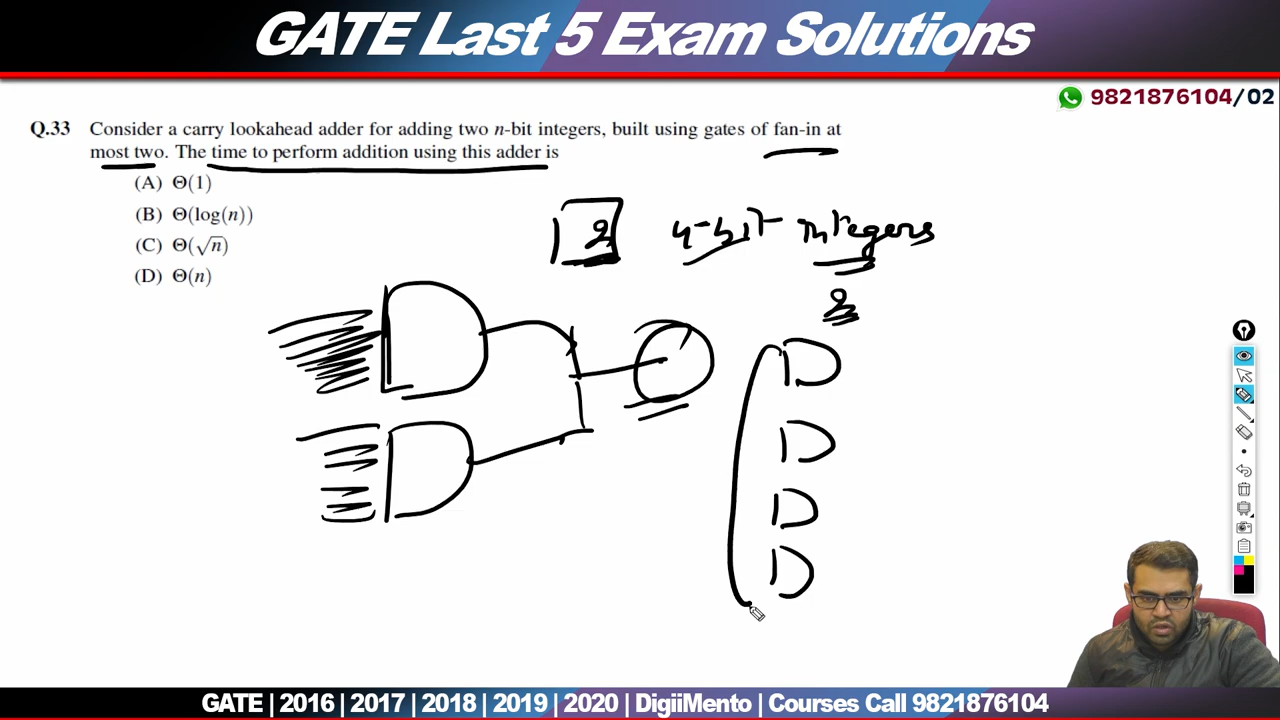 GATE Last 5 Exam Solutions
9821876104/02
Q.33 Consider a carry lookahead adder for adding two n-bit integers, built using gates of fan-in at
most two. The time to perform addition using this adder is
(A) Θ(1)
(B) Θ(log(n))
(C) Θ(√n)
(D) Θ(n)
2 4-bit integers
2
GATE | 2016 | 2017 | 2018 | 2019 | 2020 | DigiiMento | Courses Call 9821876104